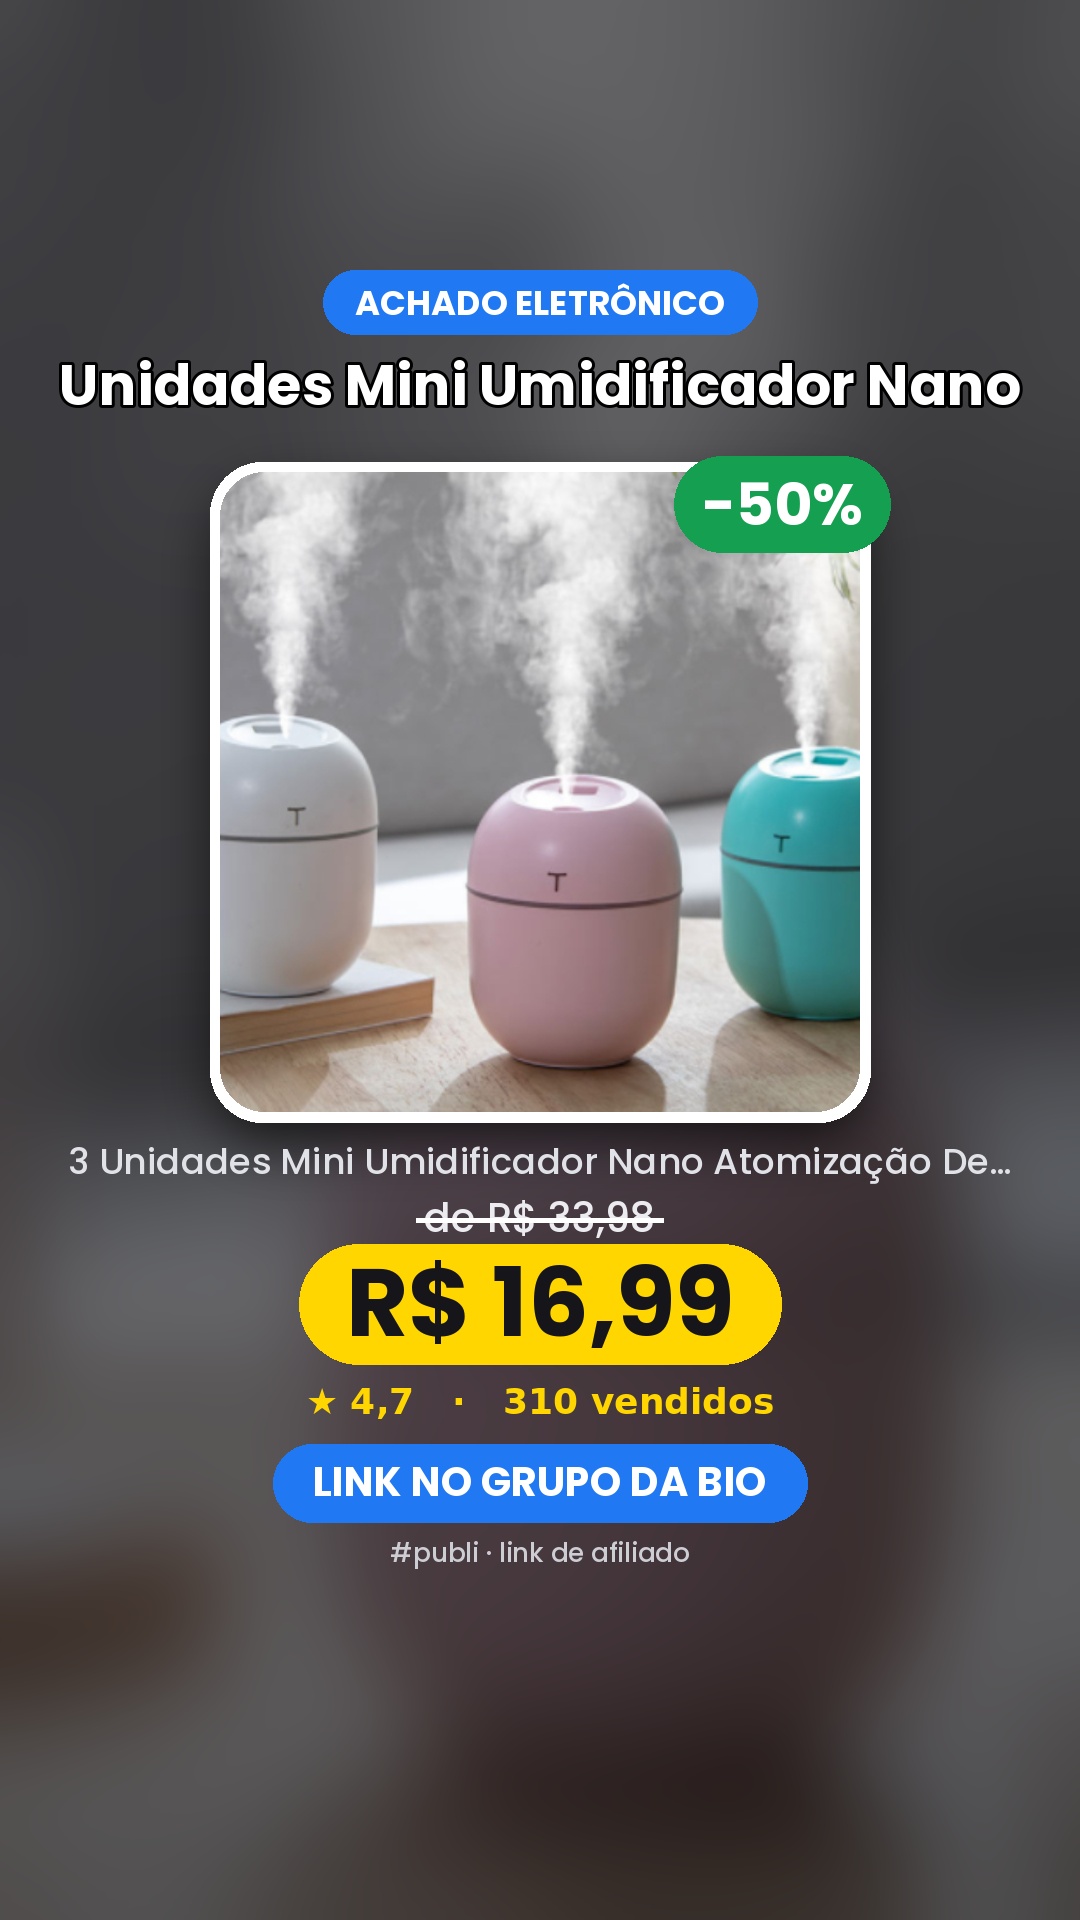 ACHADO ELETRÔNICO
Unidades Mini Umidificador Nano
-50%
T
T
T
3 Unidades Mini Umidificador Nano Atomização De...
de R$ 33,98
R$ 16,99
★ 4,7 · 310 vendidos
LINK NO GRUPO DA BIO
#publi · link de afiliado